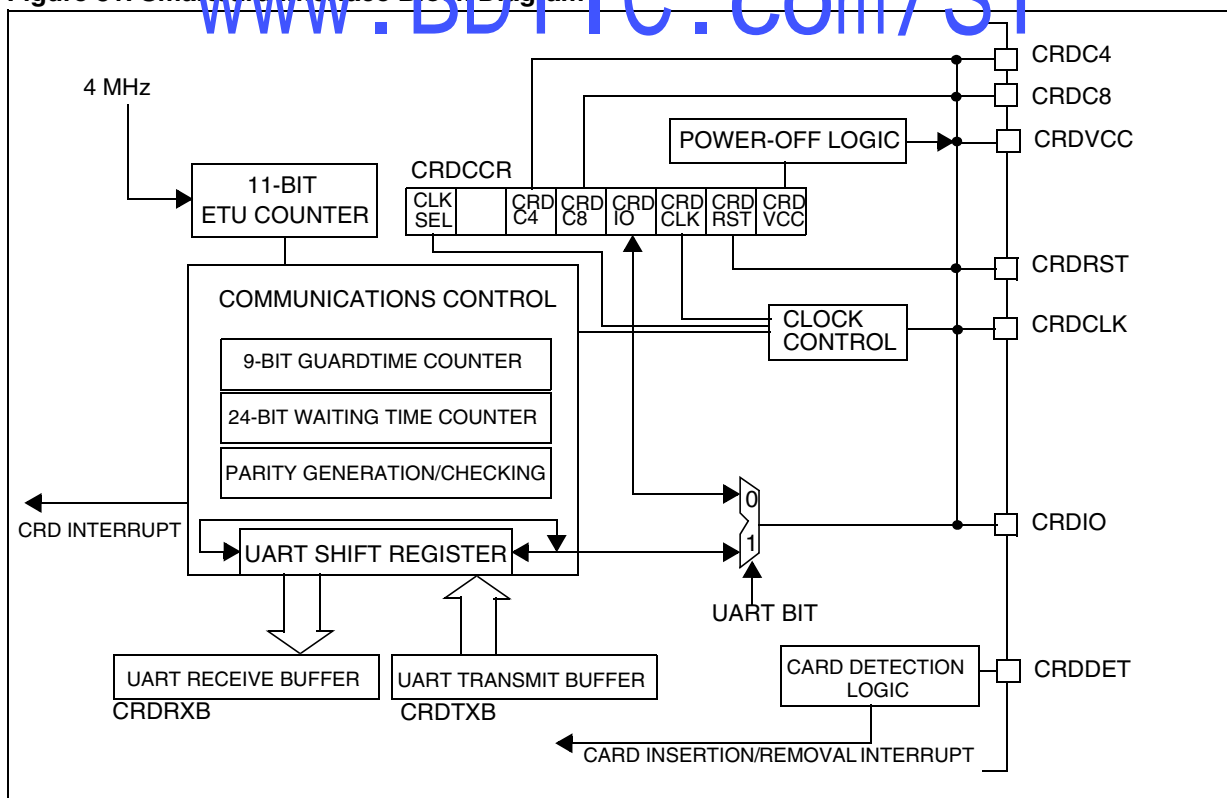 www.BDTIC.com/ST
CRDC4
4 MHz
CRDC8
POWER-OFF LOGIC
CRDVCC
CRDCCR
11-BIT
ETU COUNTER
CLK
SEL
CRD
C4
CRD
C8
CRD
IO
CRD
CLK
CRD
RST
CRD
VCC
CRDRST
COMMUNICATIONS CONTROL
CLOCK
CONTROL
CRDCLK
9-BIT GUARDTIME COUNTER
24-BIT WAITING TIME COUNTER
PARITY GENERATION/CHECKING
0
1
CRDIO
CRD INTERRUPT
UART SHIFT REGISTER
UART BIT
UART RECEIVE BUFFER
CRDRXB
UART TRANSMIT BUFFER
CRDTXB
CARD DETECTION
LOGIC
CRDDET
CARD INSERTION/REMOVAL INTERRUPT